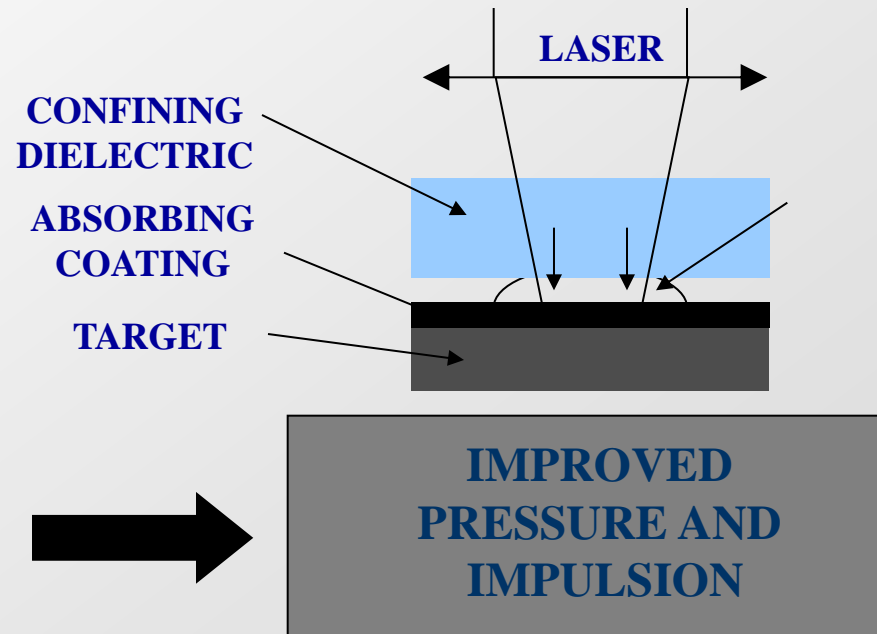 LASER
CONFINING
DIELECTRIC
ABSORBING
COATING
TARGET
IMPROVED
PRESSURE AND
IMPULSION